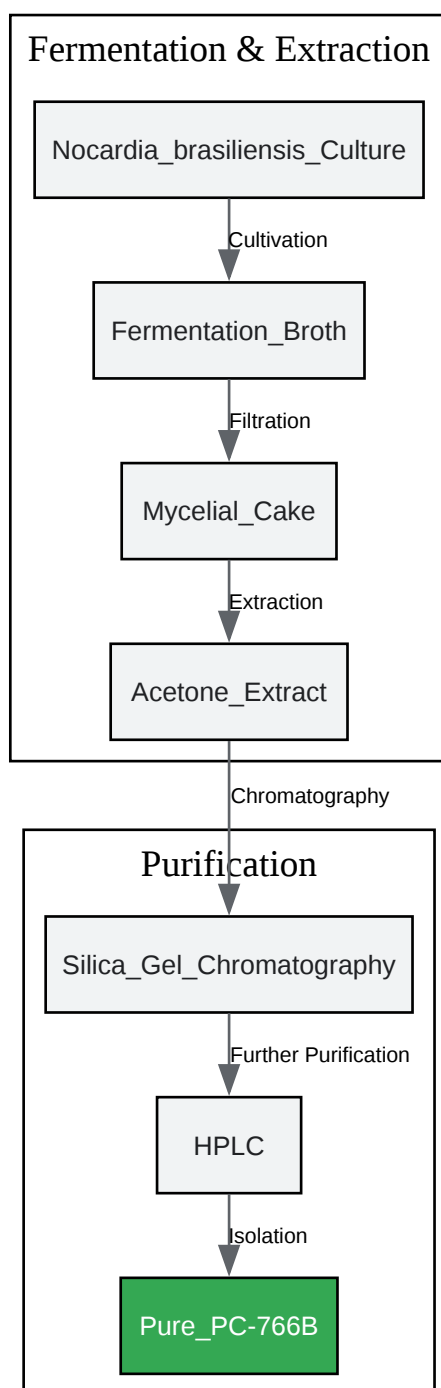 Fermentation & Extraction
Nocardia_brasiliensis_Culture
Cultivation
Fermentation_Broth
Filtration
Mycelial_Cake
Extraction
Acetone_Extract
Chromatography
Purification
Silica_Gel_Chromatography
Further Purification
HPLC
Isolation
Pure_PC-766B